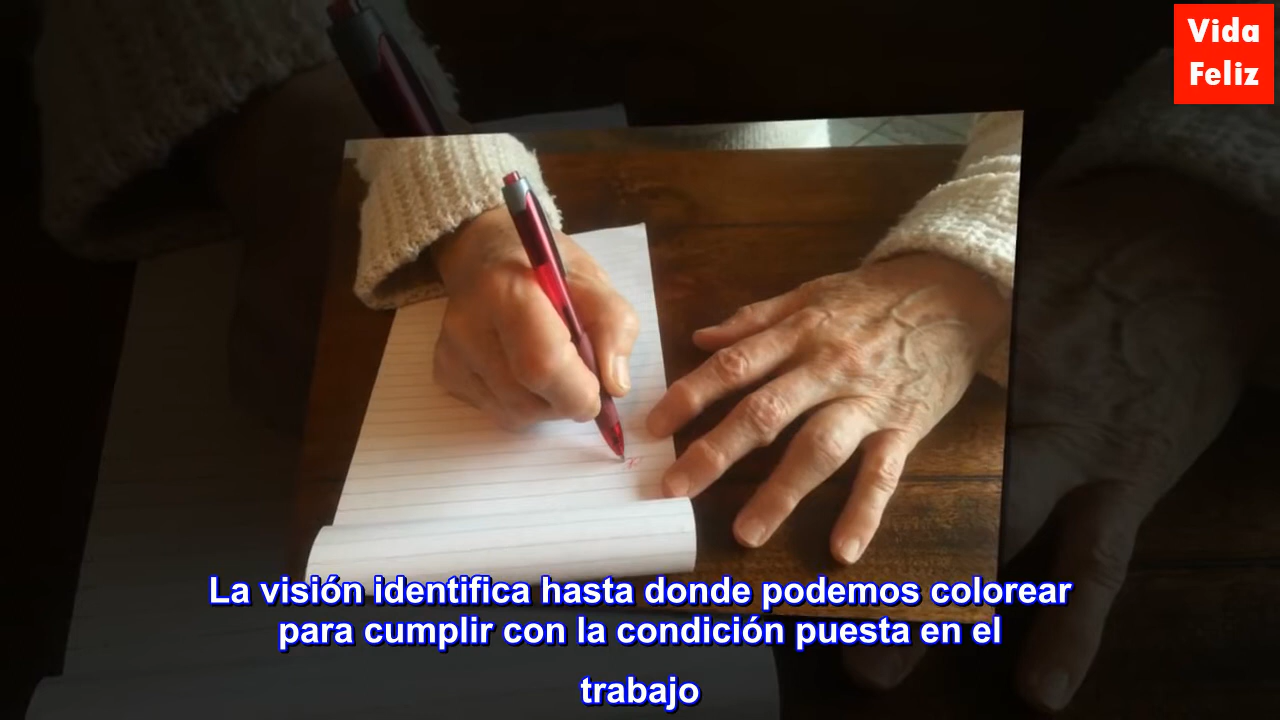 Vida
Feliz
La visión identifica hasta donde podemos colorear
para cumplir con la condición puesta en el
trabajo